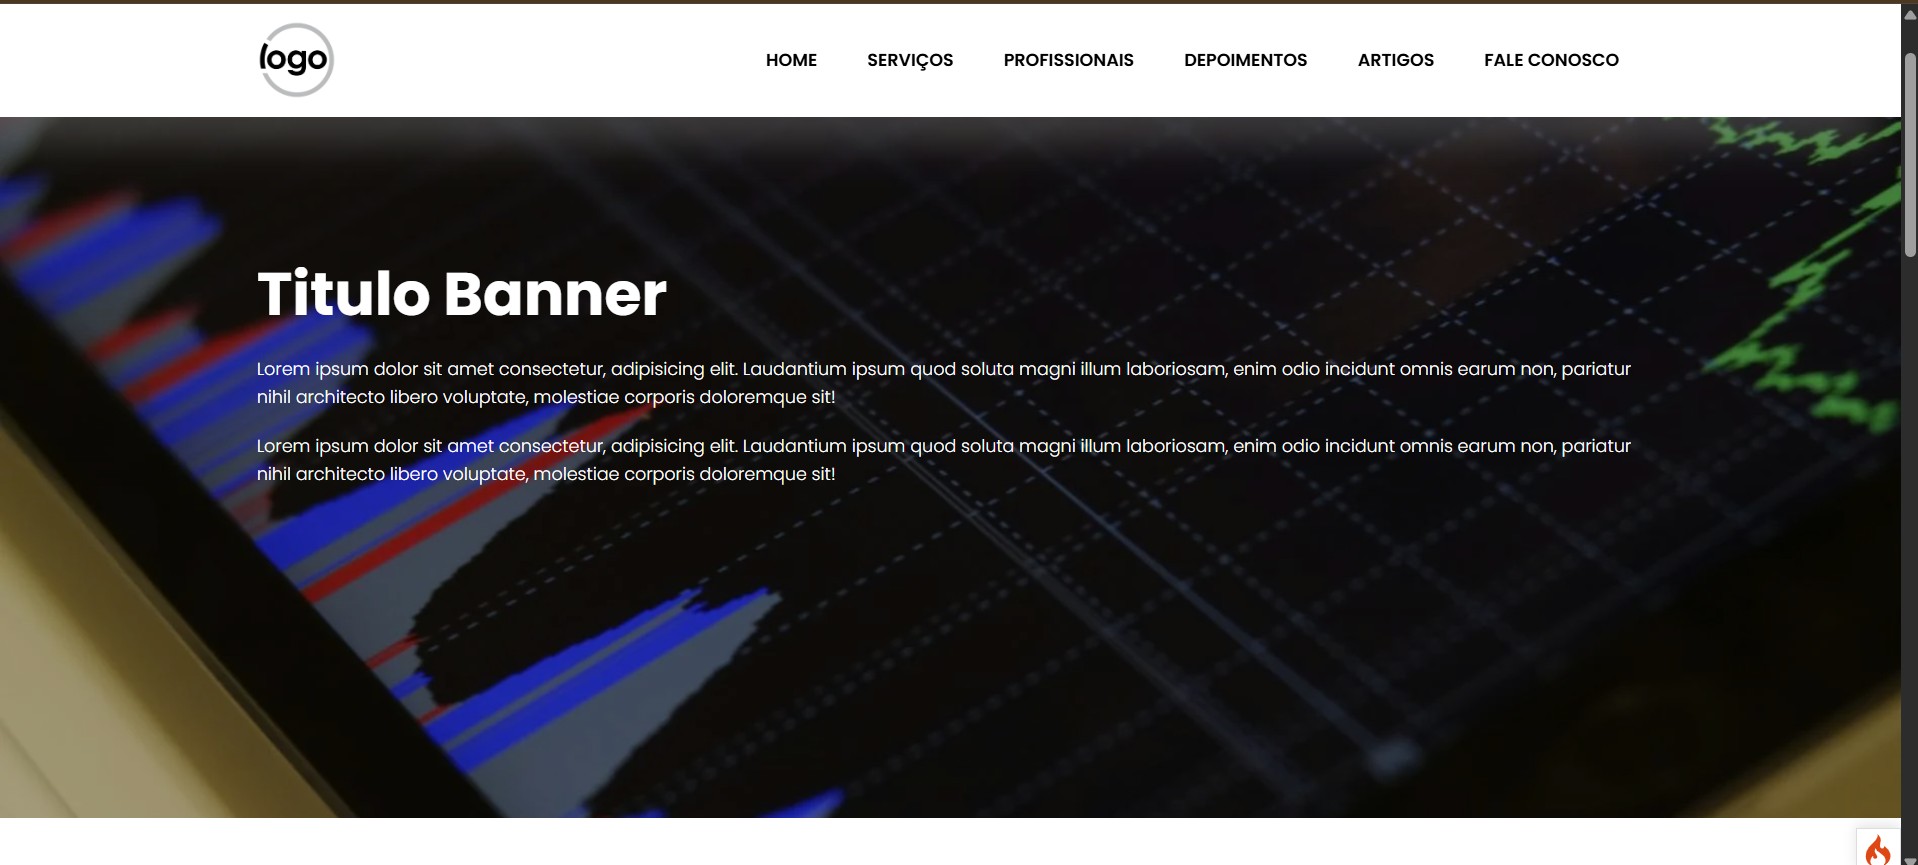 logo
HOME SERVIÇOS PROFISSIONAIS DEPOIMENTOS ARTIGOS FALE CONOSCO
Titulo Banner
Lorem ipsum dolor sit amet consectetur, adipisicing elit. Laudantium ipsum quod soluta magni illum laboriosam, enim odio incidunt omnis earum non, pariatur
nihil architecto libero voluptate, molestiae corporis doloremque sit!
Lorem ipsum dolor sit amet consectetur, adipisicing elit. Laudantium ipsum quod soluta magni illum laboriosam, enim odio incidunt omnis earum non, pariatur
nihil architecto libero voluptate, molestiae corporis doloremque sit!